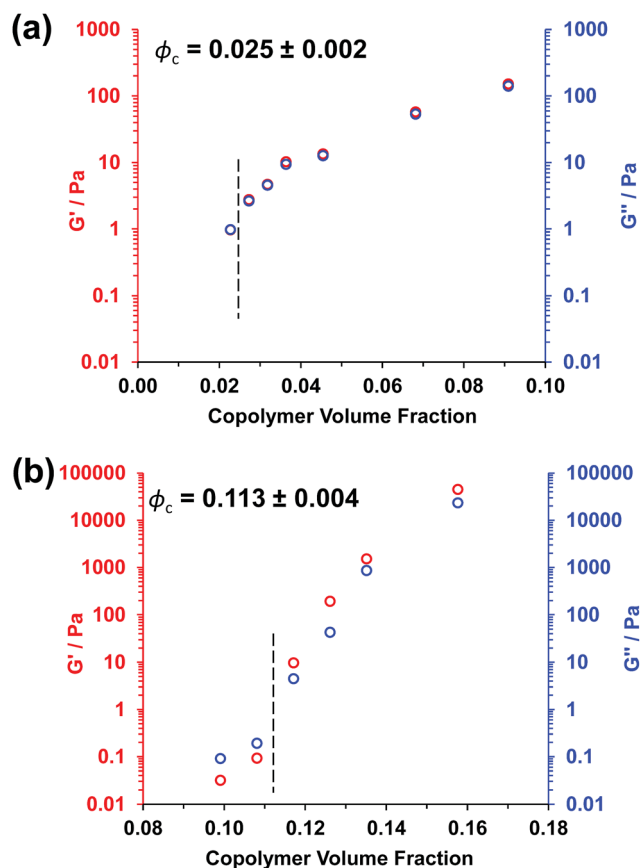 (a)
ϕc = 0.025 ± 0.002
1000
100
10
1
0.1
0.01
G' / Pa
1000
100
10
1
0.1
0.01
G'' / Pa
0.00 0.02 0.04 0.06 0.08 0.10
Copolymer Volume Fraction
(b)
ϕc = 0.113 ± 0.004
100000
10000
1000
100
10
1
0.1
0.01
G' / Pa
100000
10000
1000
100
10
1
0.1
0.01
G'' / Pa
0.08 0.10 0.12 0.14 0.16 0.18
Copolymer Volume Fraction